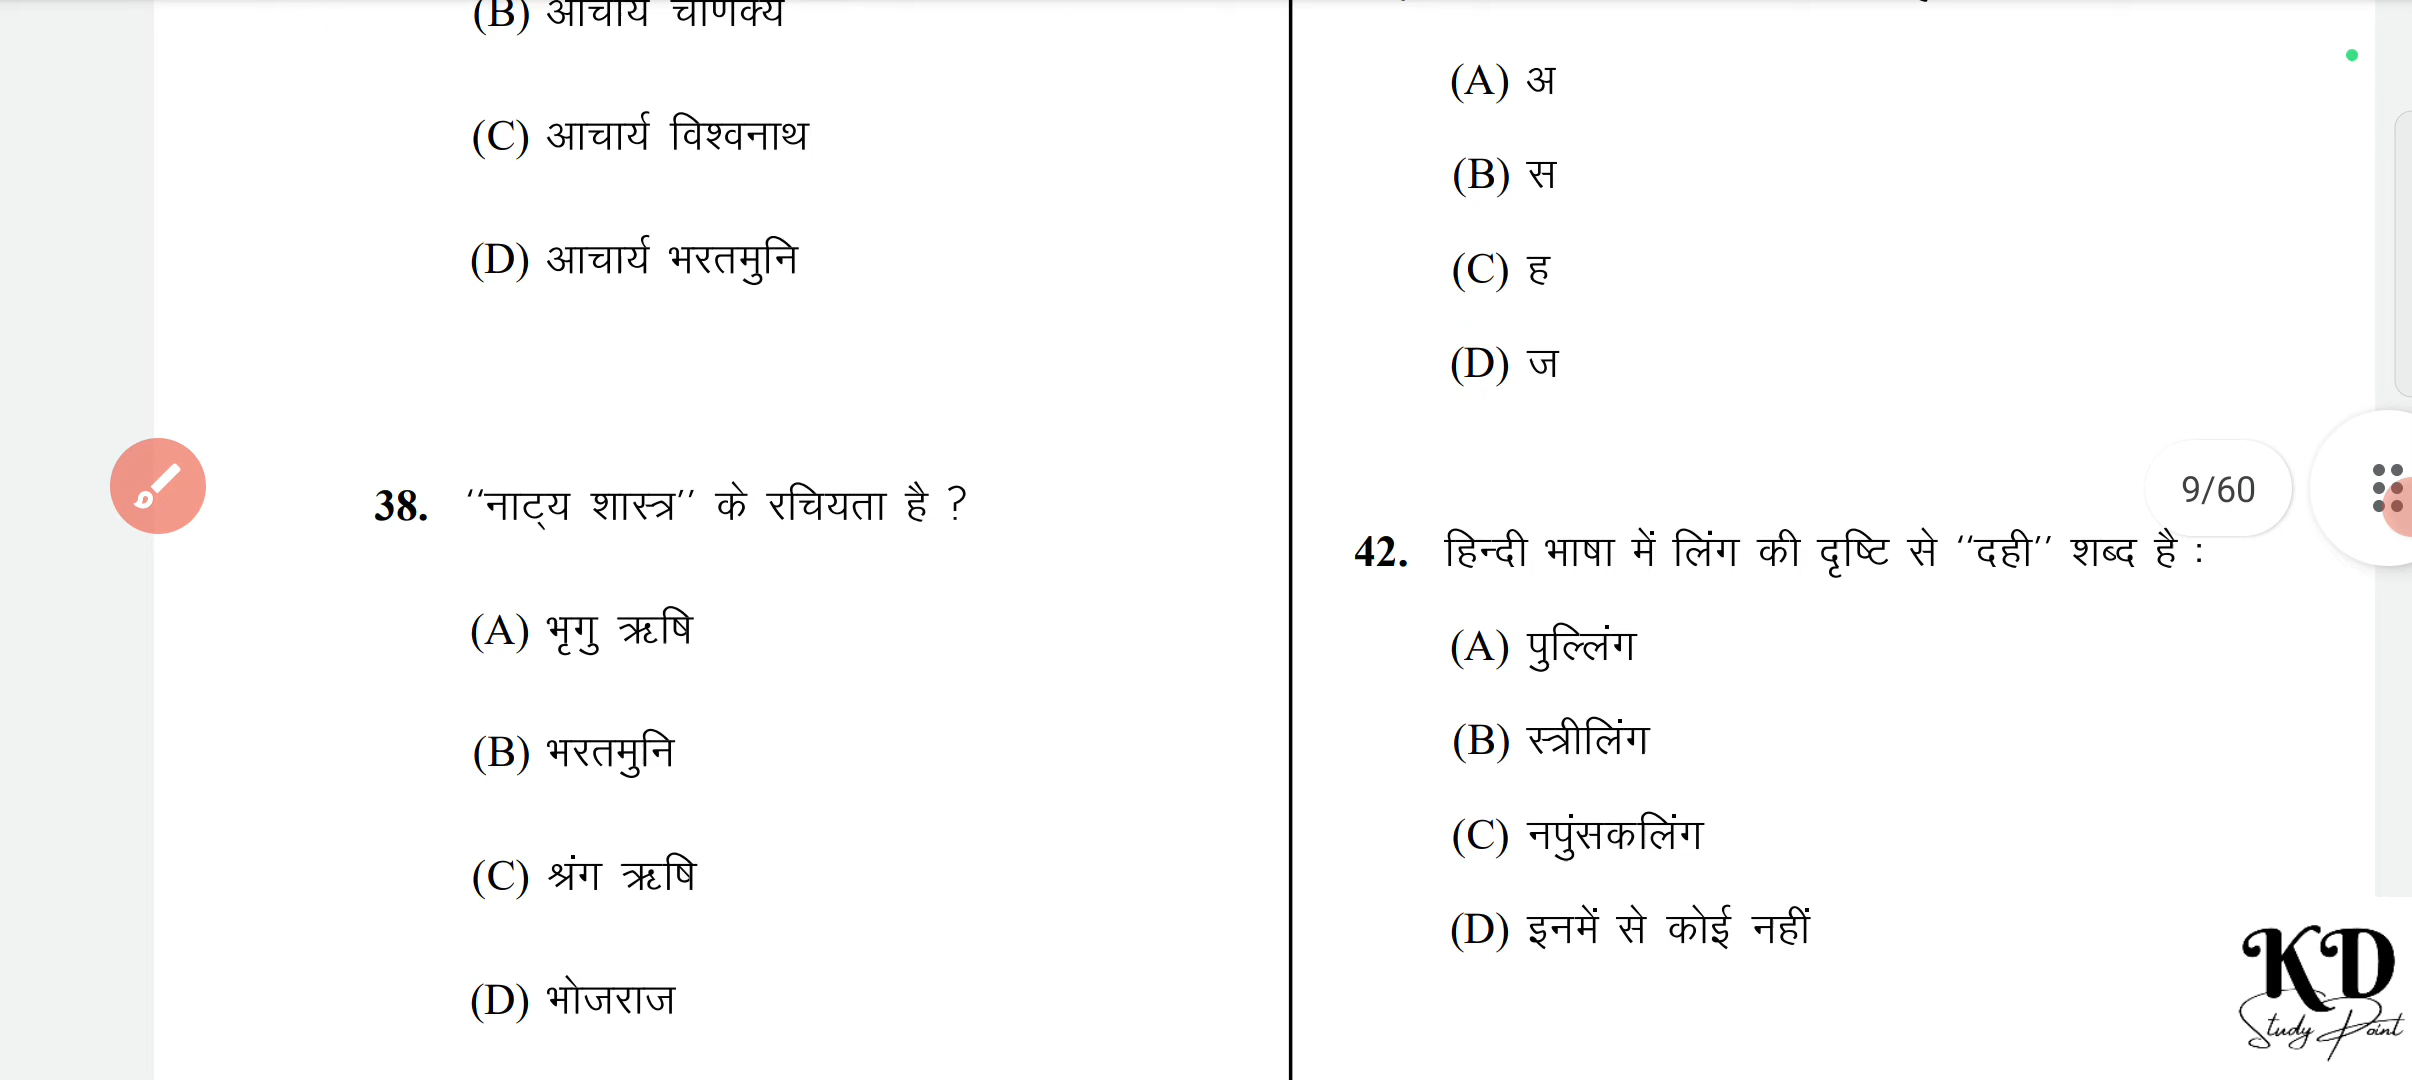 (B) आचार्य चाणक्य
(C) आचार्य विश्वनाथ
(D) आचार्य भरतमुनि
38. ‘‘नाट्य शास्त्र’’ के रचियता है ?
(A) भृगु ऋषि
(B) भरतमुनि
(C) श्रंग ऋषि
(D) भोजराज
(A) अ
(B) स
(C) ह
(D) ज
9/60
42. हिन्दी भाषा में लिंग की दृष्टि से ‘‘दही’’ शब्द है :
(A) पुल्लिंग
(B) स्त्रीलिंग
(C) नपुंसकलिंग
(D) इनमें से कोई नहीं
KD
Study Point